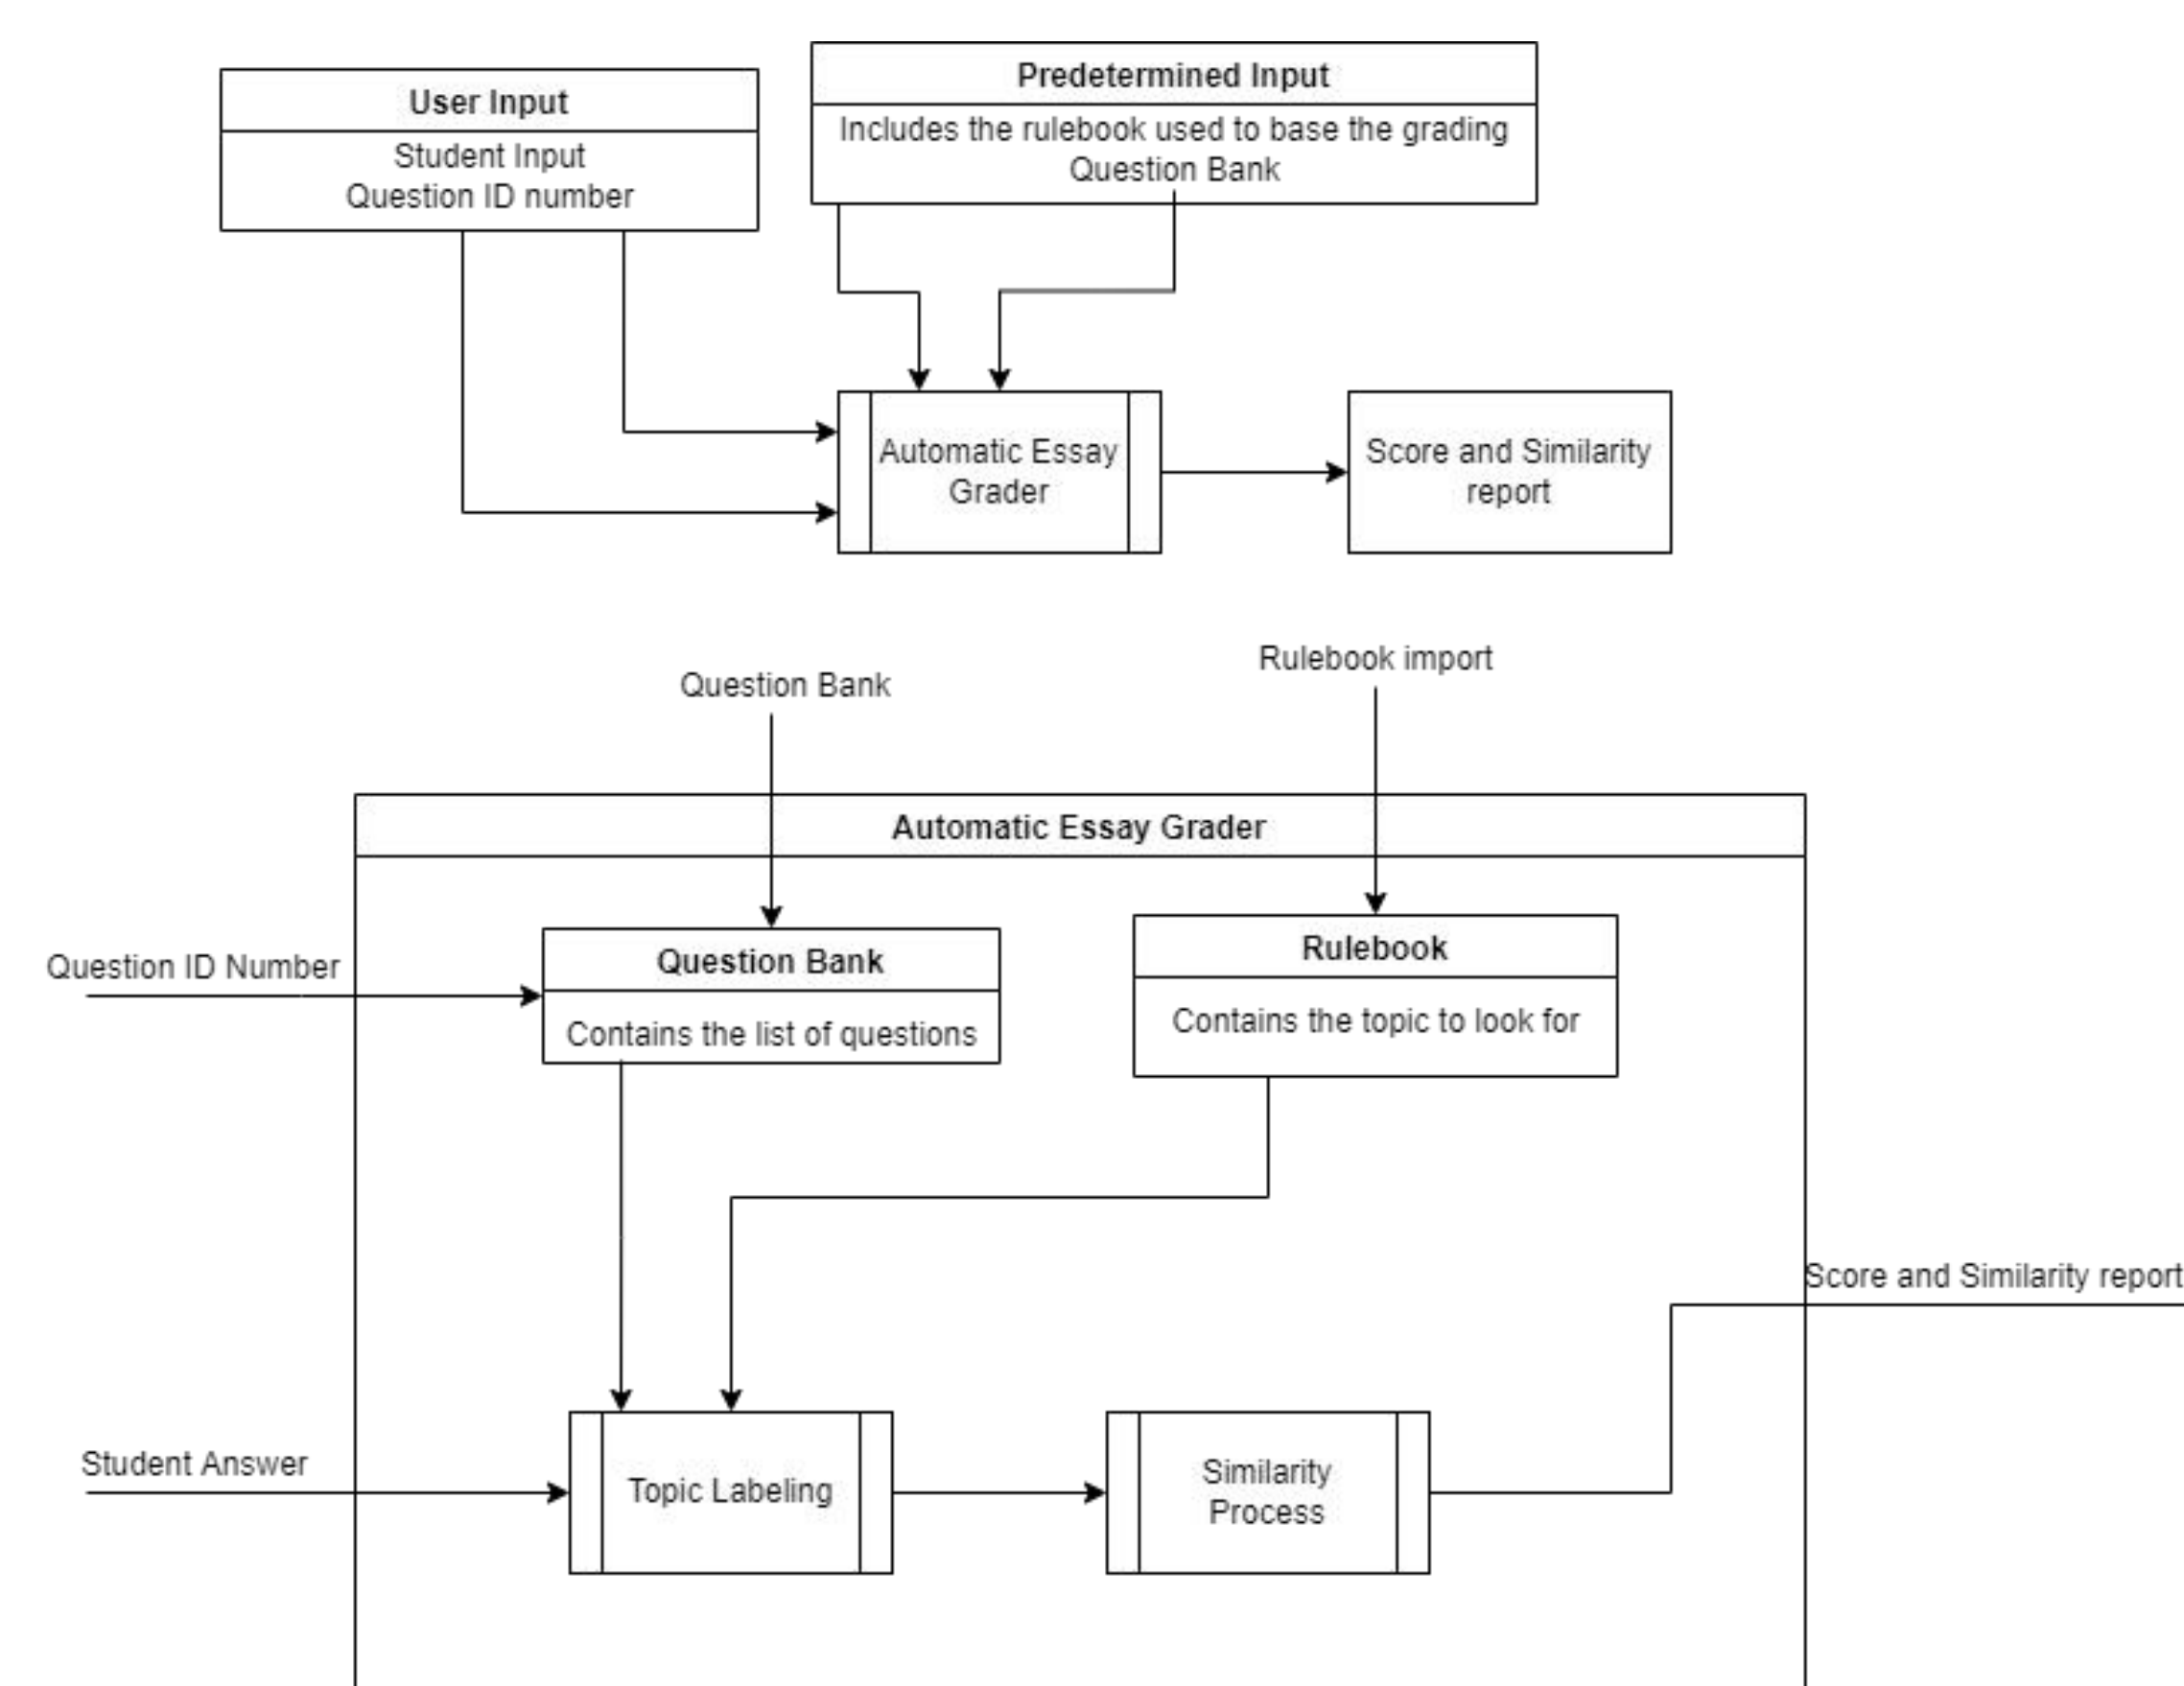 User Input
Student Input
Question ID number
Predetermined Input
Includes the rulebook used to base the grading
Question Bank
Automatic Essay
Grader
Score and Similarity
report
Question Bank
Rulebook import
Automatic Essay Grader
Question ID Number
Question Bank
Contains the list of questions
Rulebook
Contains the topic to look for
Score and Similarity report
Student Answer
Topic Labeling
Similarity
Process